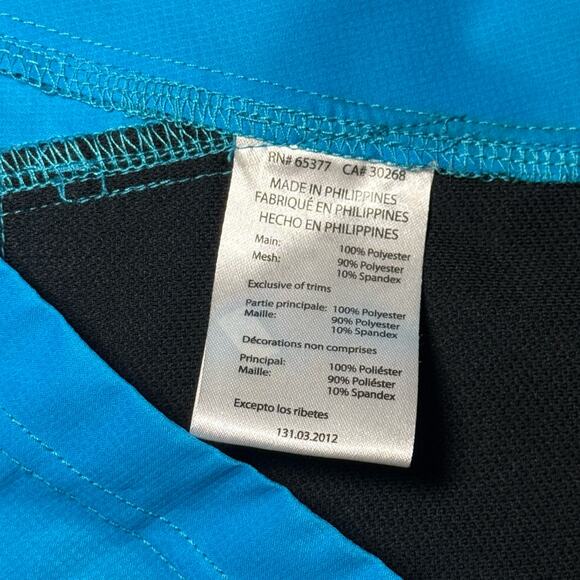 RN# 65377 CA# 30268
MADE IN PHILIPPINES
FABRIQUÉ EN PHILIPPINES
HECHO EN PHILIPPINES
Main: 100% Polyester
Mesh: 90% Polyester
10% Spandex
Exclusive of trims
Partie principale: 100% Polyester
Maille: 90% Polyester
10% Spandex
Décorations non comprises
Principal: 100% Poliéster
Maille: 90% Poliéster
10% Spandex
Excepto los ribetes
131.03.2012